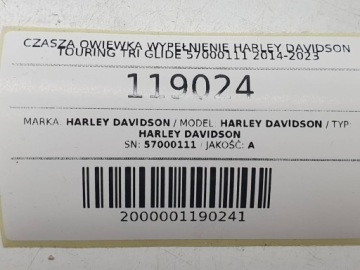 CZASZA OWIEWKA WYPEŁNIENIE HARLEY DAVIDSON
TOURING TRI GLIDE 57000111 2014-2023
119024
MARKA: HARLEY DAVIDSON / MODEL: HARLEY DAVIDSON / TYP:
HARLEY DAVIDSON
SN: 57000111 / JAKOŚĆ: A
2000001190241